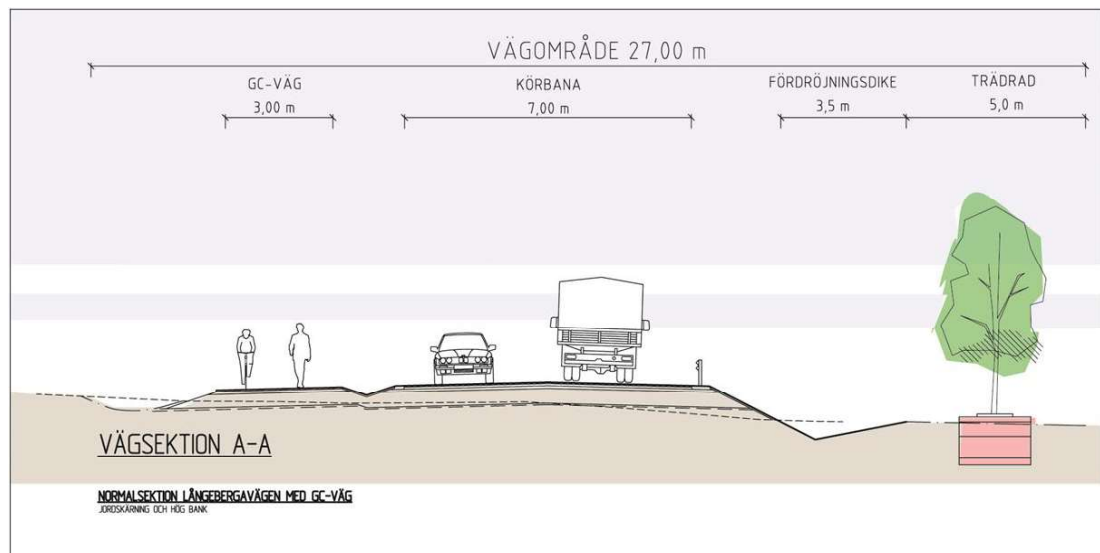 VÄGOMRÅDE 27,00 m
GC-VÄG
3,00 m
KÖRBANA
7,00 m
FÖRDRÖJNINGSDIKE
3,5 m
TRÄDRAD
5,0 m
VÄGSEKTION A-A
NORMALSEKTION LÅNGEBERGAVÄGEN MED GC-VÄG
JORDSKÄRNING OCH HÖG BANK